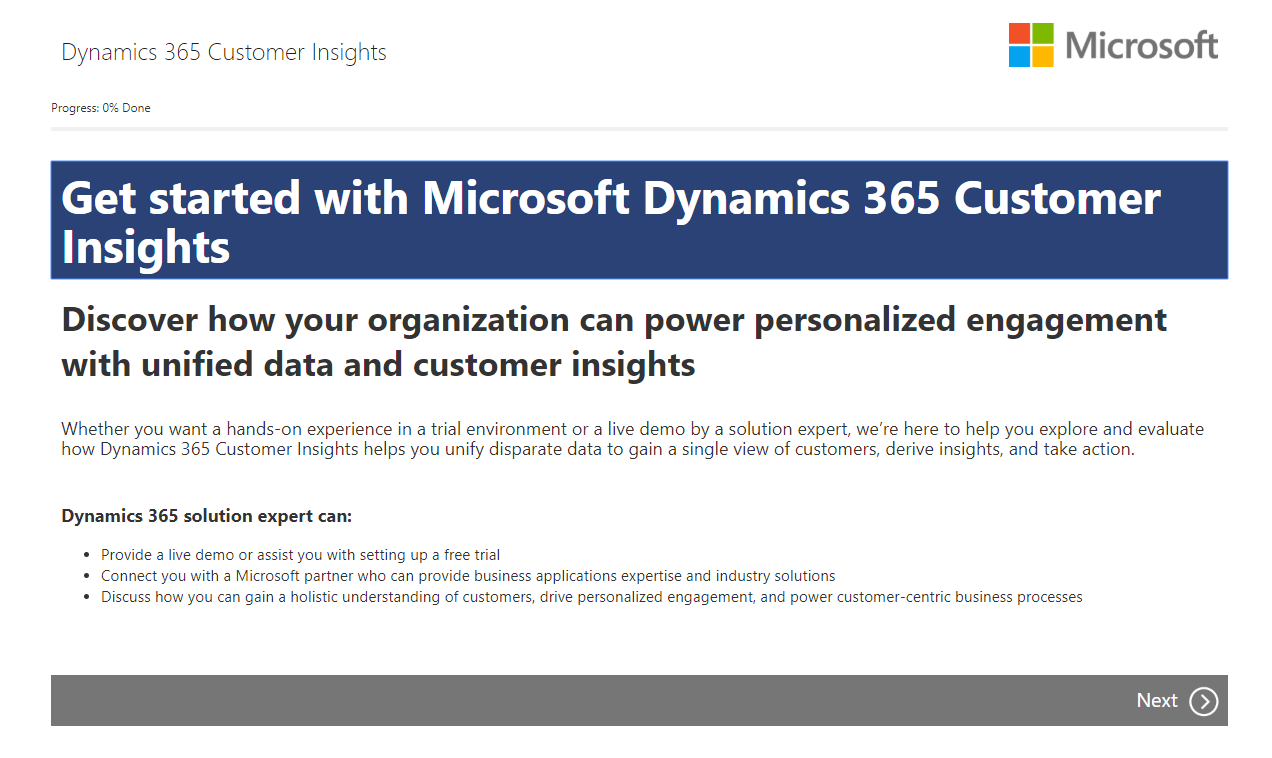 Dynamics 365 Customer Insights
Microsoft
Progress: 0% Done
Get started with Microsoft Dynamics 365 Customer
Insights
Discover how your organization can power personalized engagement
with unified data and customer insights
Whether you want a hands-on experience in a trial environment or a live demo by a solution expert, we’re here to help you explore and evaluate
how Dynamics 365 Customer Insights helps you unify disparate data to gain a single view of customers, derive insights, and take action.
Dynamics 365 solution expert can:
• Provide a live demo or assist you with setting up a free trial
• Connect you with a Microsoft partner who can provide business applications expertise and industry solutions
• Discuss how you can gain a holistic understanding of customers, drive personalized engagement, and power customer-centric business processes
Next